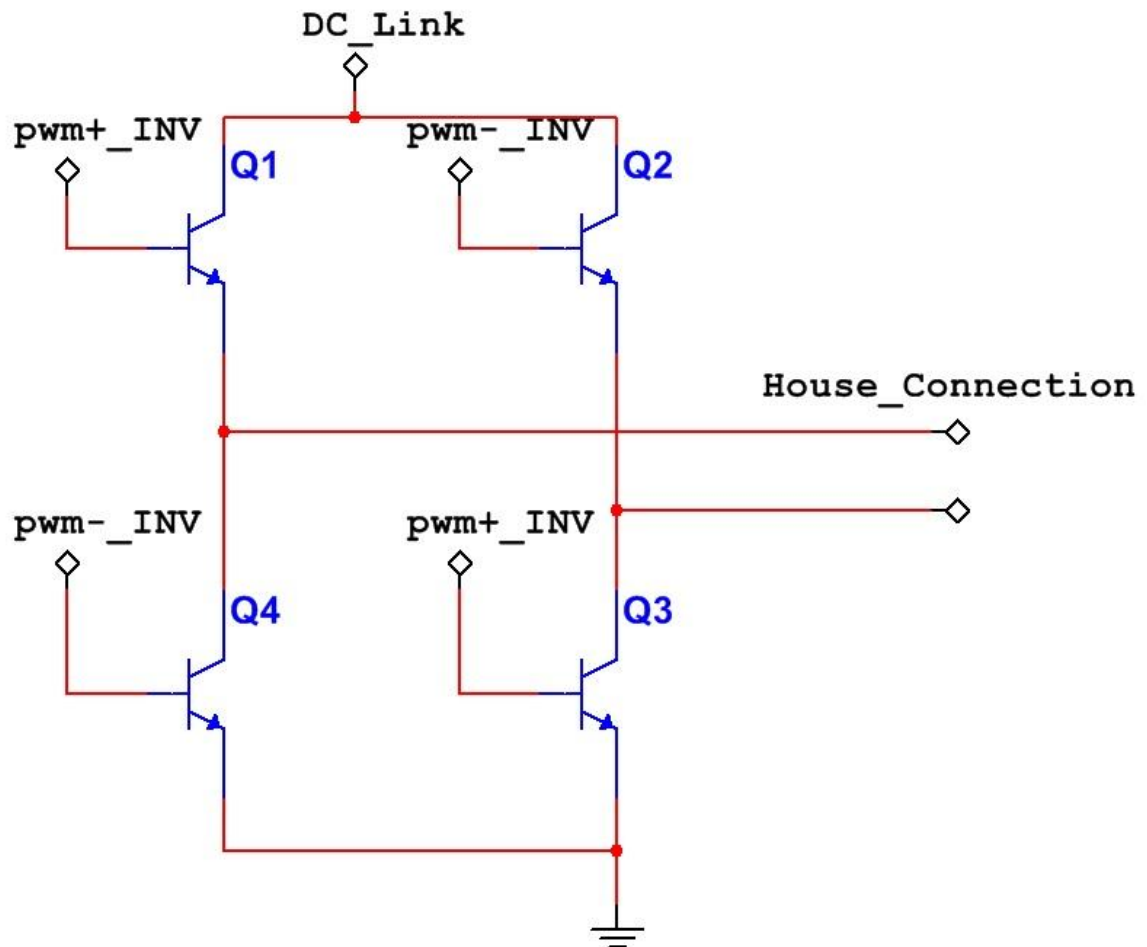 DC_Link
pwm+_INV
pwm-_INV
Q1
Q2
House_Connection
pwm-_INV
pwm+_INV
Q4
Q3